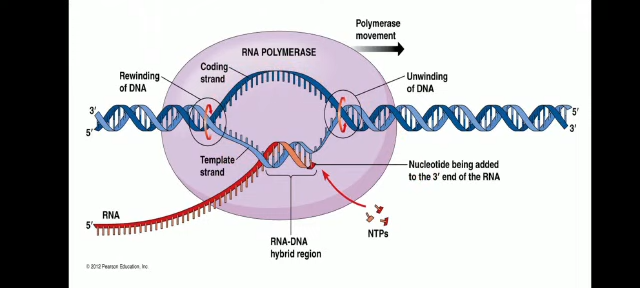 Polymerase
movement
RNA POLYMERASE
Coding
strand
Rewinding
of DNA
Unwinding
of DNA
3′
5′
5′
3′
Template
strand
Nucleotide being added
to the 3′ end of the RNA
RNA
5′
NTPs
RNA-DNA
hybrid region
© 2012 Pearson Education, Inc.